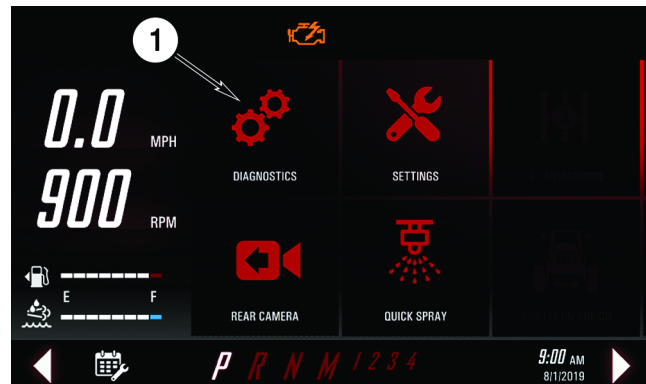 1
0.0 MPH
900 RPM
E F
DIAGNOSTICS
SETTINGS
REAR CAMERA
QUICK SPRAY
P R N M 1 2 3 4
9:00 AM
8/1/2019